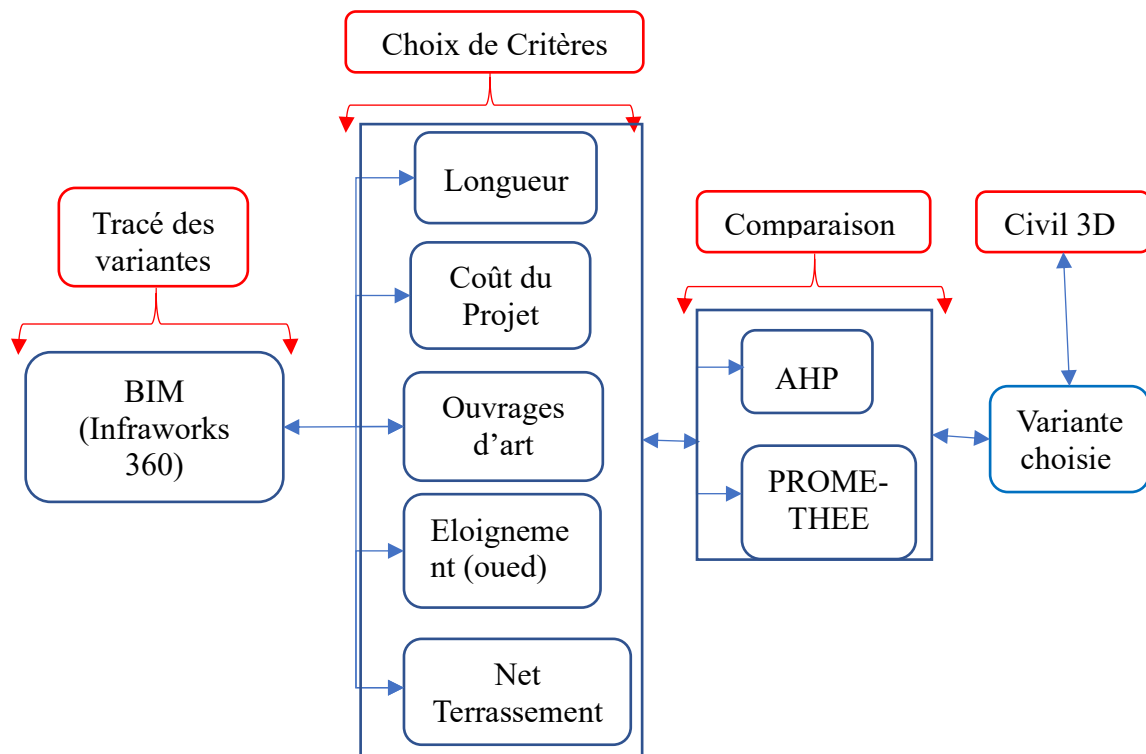 Choix de Critères
Longueur
Tracé des
variantes
Comparaison
Civil 3D
Coût du
Projet
BIM
(Infraworks
360)
AHP
Ouvrages
d’art
Variante
choisie
PROME-
THEE
Eloigneme
nt (oued)
Net
Terrassement